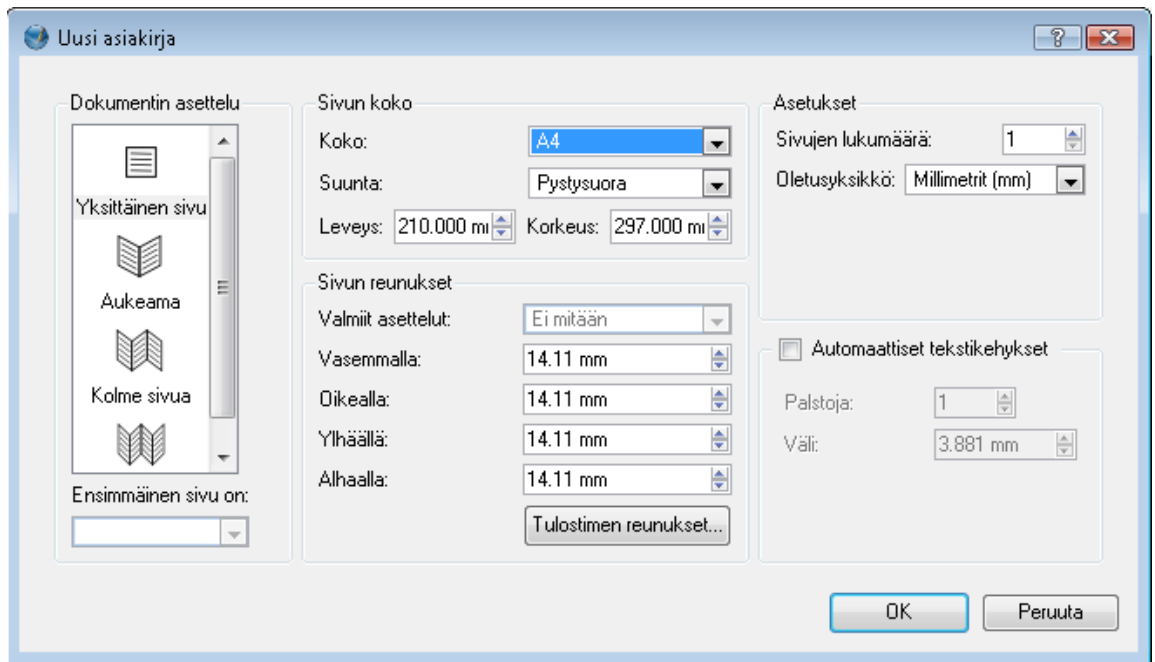 Uusi asiakirja
Dokumentin asettelu
Yksittäinen sivu
Aukeama
Kolme sivua
Ensimmäinen sivu on:
Sivun koko
Koko: A4
Suunta: Pystysuora
Leveys: 210.000 Korkeus: 297.000
Sivun reunukset
Valmiit asettelut: Ei mitään
Vasemmalla: 14.11 mm
Oikealla: 14.11 mm
Ylhäällä: 14.11 mm
Alhaalla: 14.11 mm
Tulostimen reunukset...
Asetukset
Sivujen lukumäärä: 1
Oletusyksikkö: Millimetrit (mm)
Automaattiset tekstikehykset
Palstoja: 1
Väli: 3.881 mm
OK Peruuta